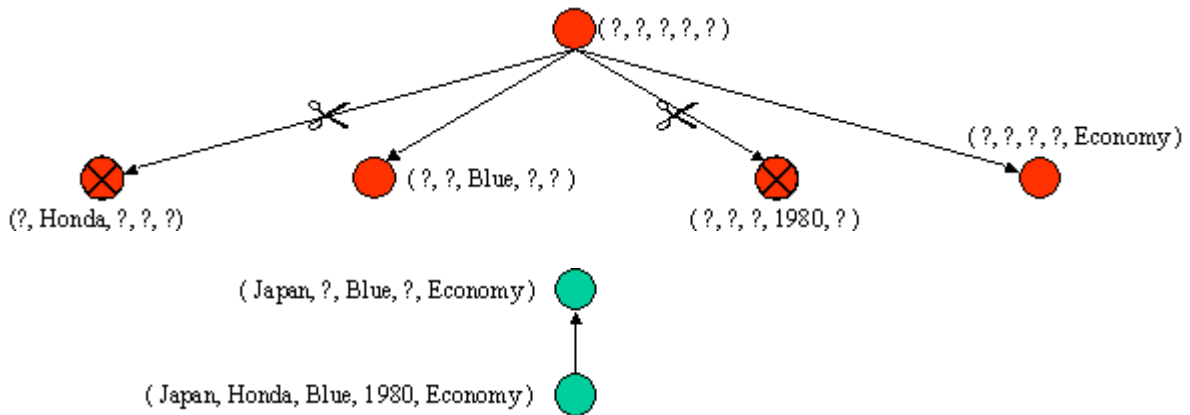 ( ?, ?, ?, ?, ? )
( ?, ?, ?, ?, Economy )
( ?, ?, Blue, ?, ? )
(?, Honda, ?, ?, ?)
( ?, ?, ?, 1980, ? )
( Japan, ?, Blue, ?, Economy )
( Japan, Honda, Blue, 1980, Economy )